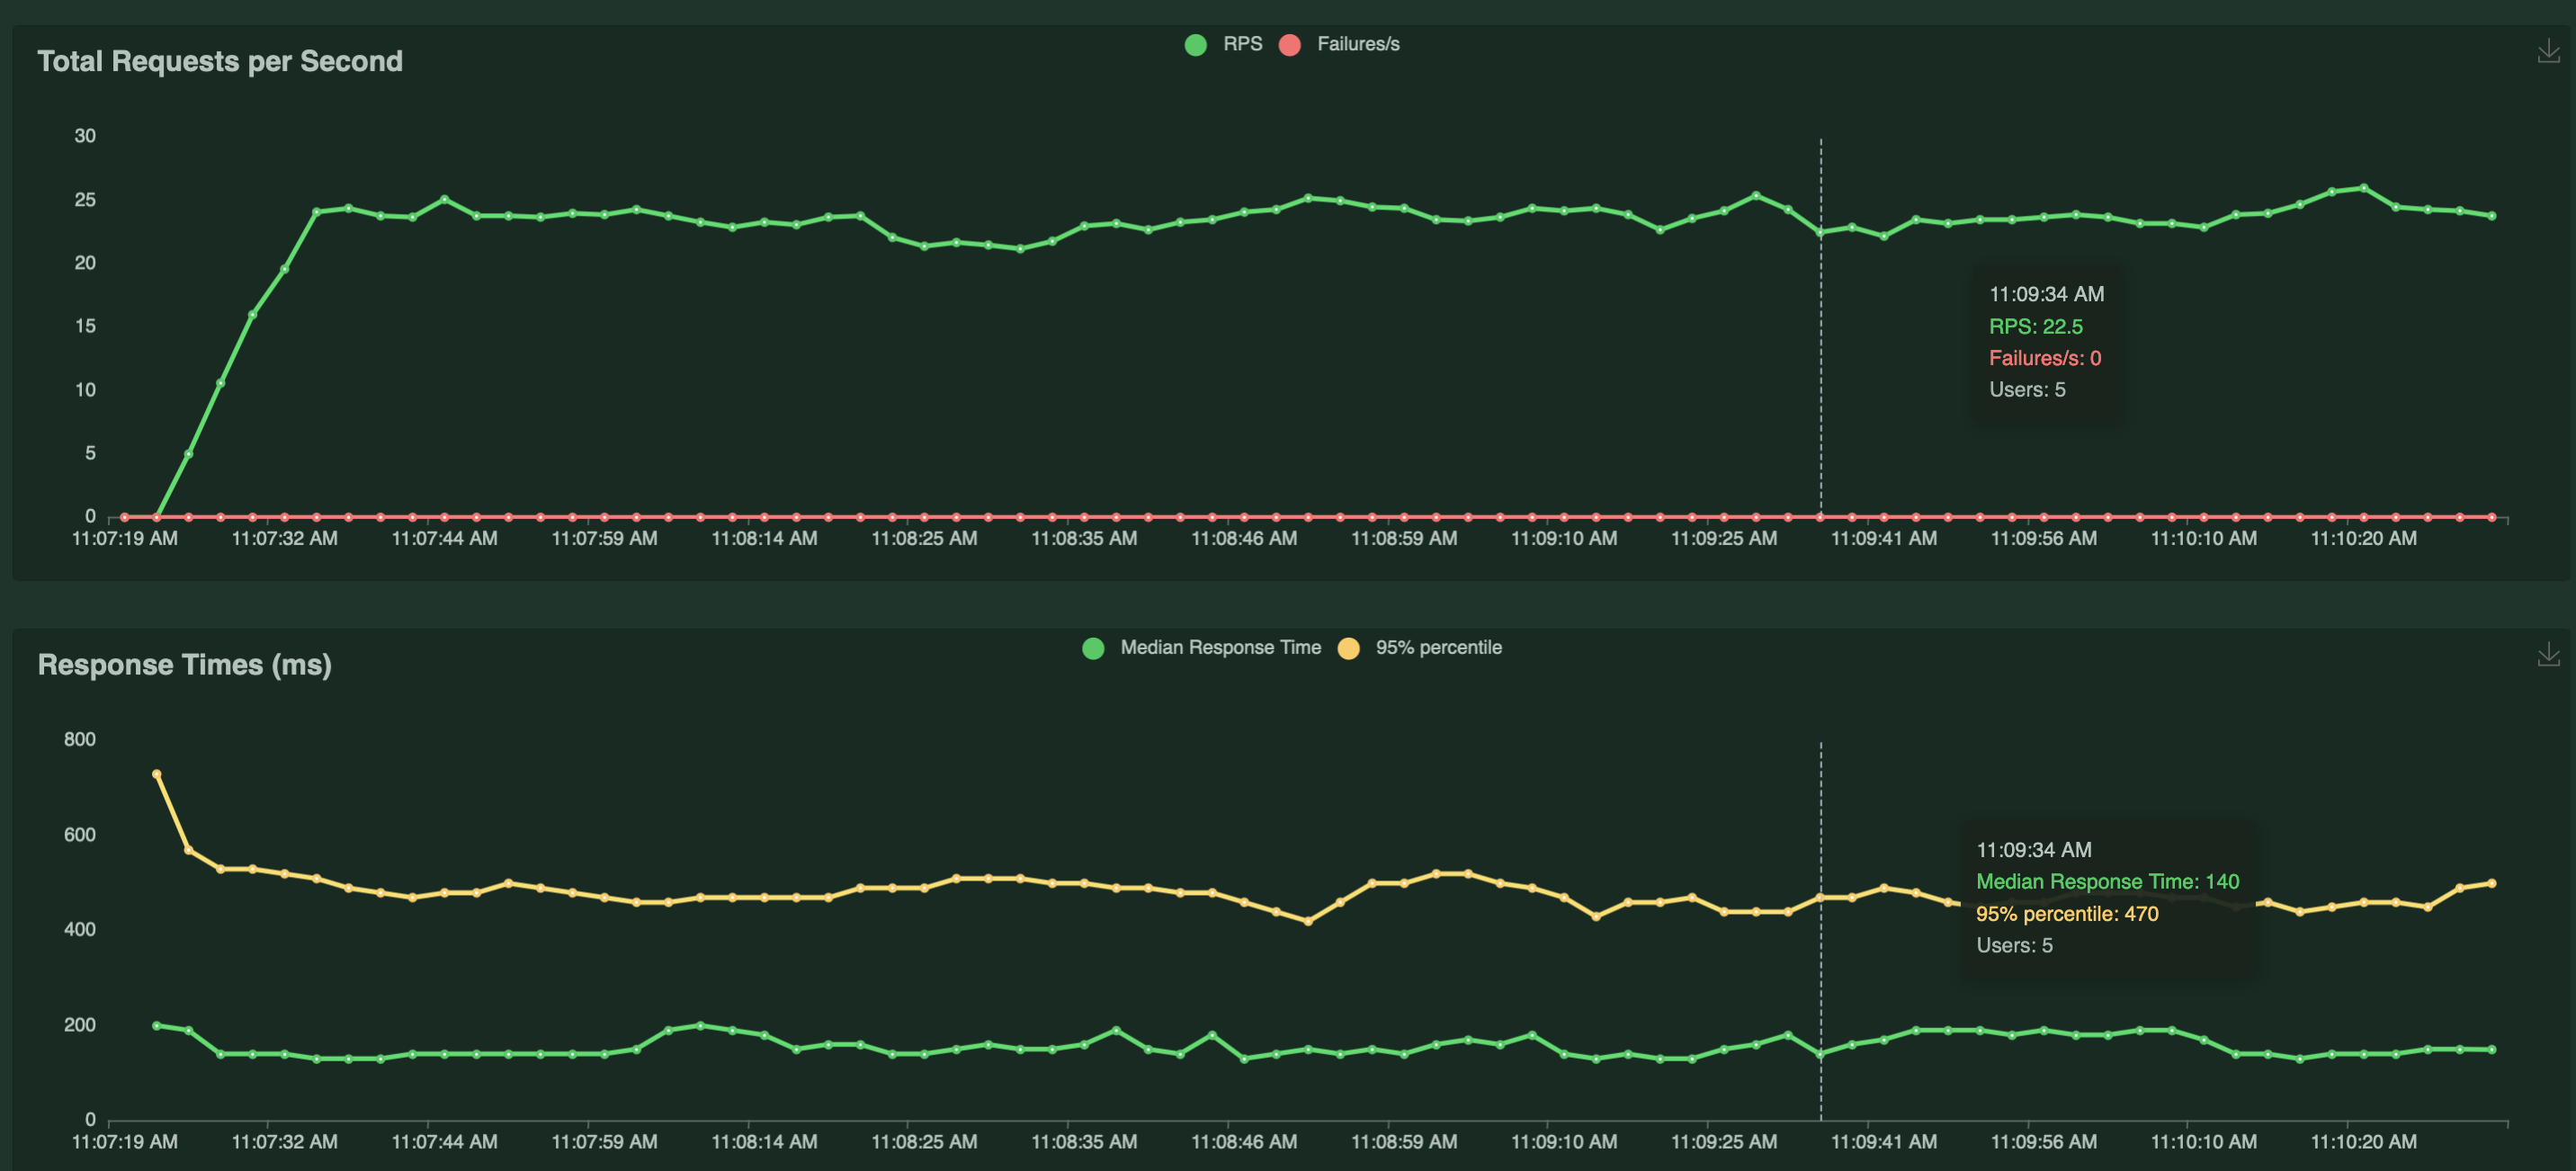 Total Requests per Second
RPS
Failures/s
30
25
20
15
10
5
0
11:07:19 AM
11:07:32 AM
11:07:44 AM
11:07:59 AM
11:08:14 AM
11:08:25 AM
11:08:35 AM
11:08:46 AM
11:08:59 AM
11:09:10 AM
11:09:25 AM
11:09:41 AM
11:09:56 AM
11:10:10 AM
11:10:20 AM
11:09:34 AM
RPS: 22.5
Failures/s: 0
Users: 5
Response Times (ms)
Median Response Time
95% percentile
800
600
400
200
0
11:07:19 AM
11:07:32 AM
11:07:44 AM
11:07:59 AM
11:08:14 AM
11:08:25 AM
11:08:35 AM
11:08:46 AM
11:08:59 AM
11:09:10 AM
11:09:25 AM
11:09:41 AM
11:09:56 AM
11:10:10 AM
11:10:20 AM
11:09:34 AM
Median Response Time: 140
95% percentile: 470
Users: 5